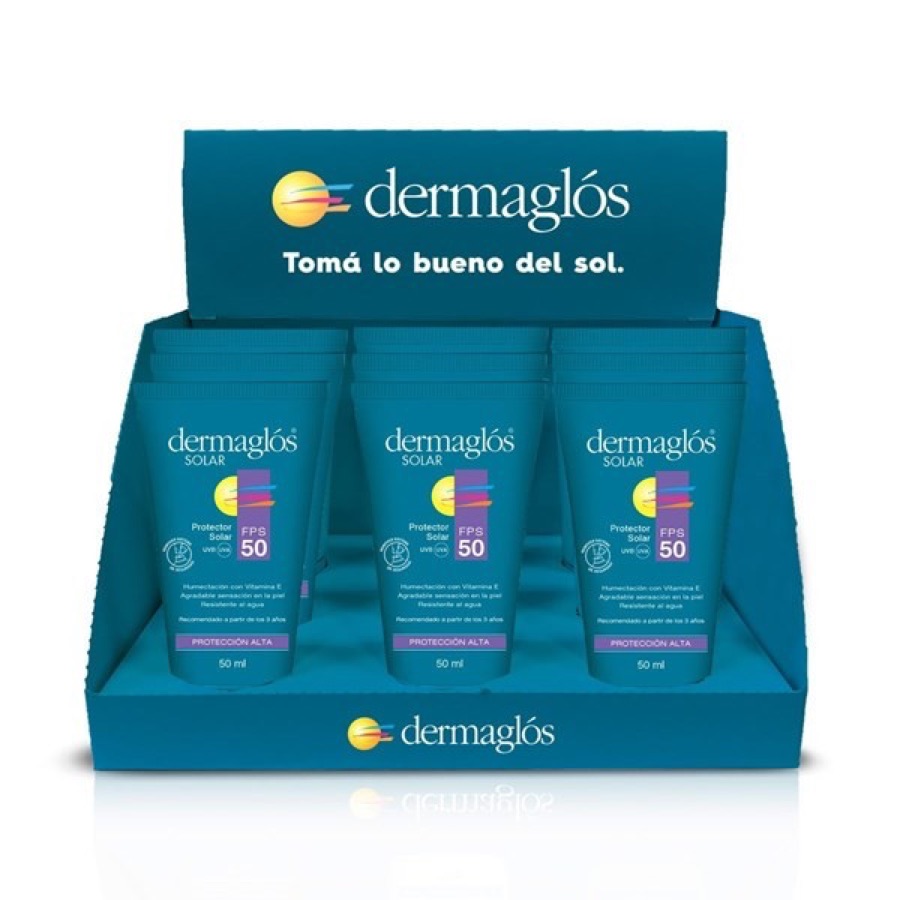 dermaglós
Tomá lo bueno del sol.
dermaglós®
SOLAR
Protector
Solar
UVB UVA
FPS
50
Humectación con Vitamina E
Agradable sensación en la piel
Resistente al agua
Recomendado a partir de los 3 años
PROTECCIÓN ALTA
50 ml
dermaglós®
SOLAR
Protector
Solar
UVB UVA
FPS
50
Humectación con Vitamina E
Agradable sensación en la piel
Resistente al agua
Recomendado a partir de los 3 años
PROTECCIÓN ALTA
50 ml
dermaglós®
SOLAR
Protector
Solar
UVB UVA
FPS
50
Humectación con Vitamina E
Agradable sensación en la piel
Resistente al agua
Recomendado a partir de los 3 años
PROTECCIÓN ALTA
50 ml
dermaglós